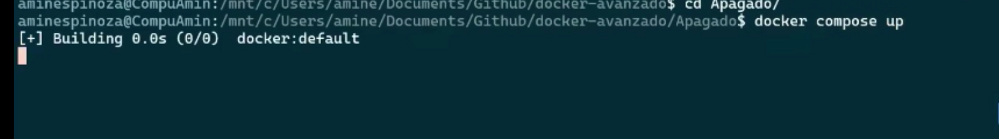 aminespinoza@CompuAmin:/mnt/c/Users/amine/Documents/Github/docker-avanzado$ cd Apagado/
aminespinoza@CompuAmin:/mnt/c/Users/amine/Documents/Github/docker-avanzado/Apagado$ docker compose up
[+] Building 0.0s (0/0)  docker:default